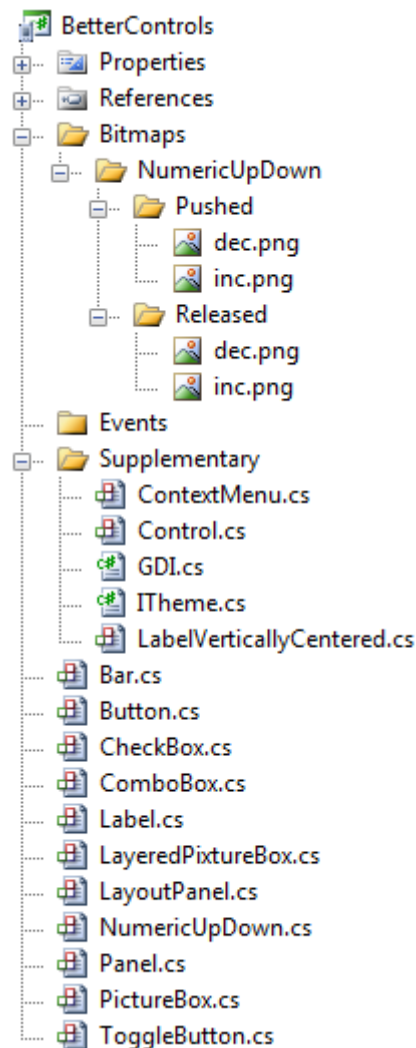 BetterControls
Properties
References
Bitmaps
NumericUpDown
Pushed
dec.png
inc.png
Released
dec.png
inc.png
Events
Supplementary
ContextMenu.cs
Control.cs
GDI.cs
ITheme.cs
LabelVerticallyCentered.cs
Bar.cs
Button.cs
CheckBox.cs
ComboBox.cs
Label.cs
LayeredPixtureBox.cs
LayoutPanel.cs
NumericUpDown.cs
Panel.cs
PictureBox.cs
ToggleButton.cs